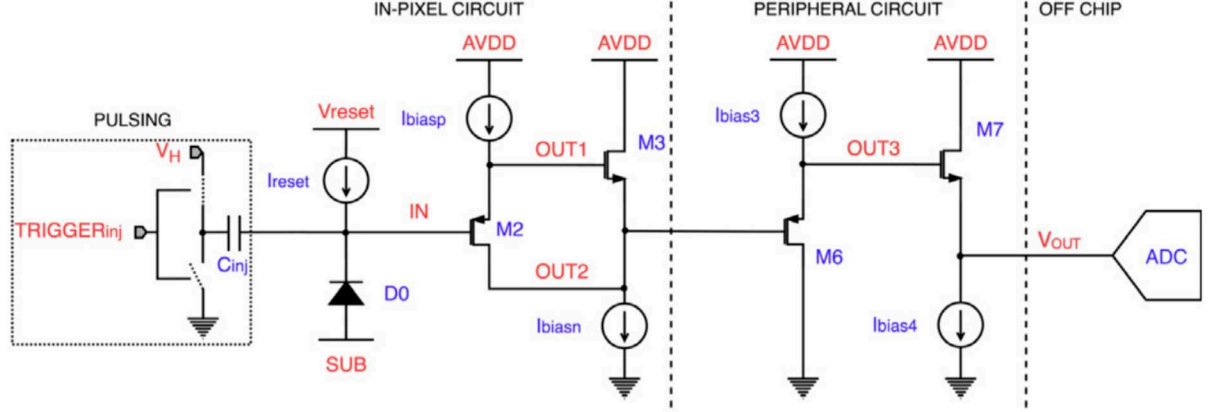 IN-PIXEL CIRCUIT
PERIPHERAL CIRCUIT
OFF CHIP
AVDD
AVDD
AVDD
AVDD
PULSING
Vreset
Ibiasp
Ibias3
VH
M3
M7
OUT1
OUT3
Ireset
IN
M2
TRIGGERinj
Cinj
M6
VOUT
ADC
OUT2
D0
Ibiasn
Ibias4
SUB